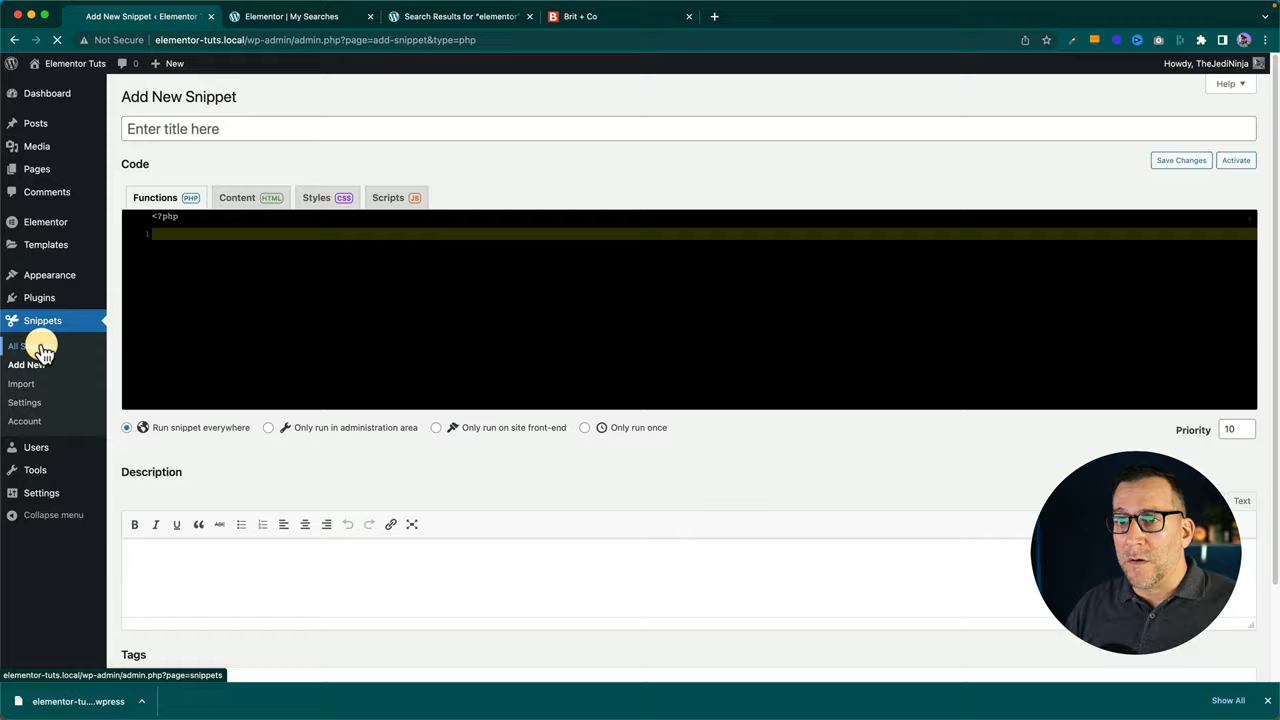 Add New Snippet ‹ Elementor
Elementor | My Searches
Search Results for "elementor"
Brit + Co
Not Secure
elementor-tuts.local/wp-admin/admin.php?page=add-snippet&type=php
Elementor Tuts
0
New
Howdy, TheJediNinja
Help
Dashboard
Posts
Media
Pages
Comments
Elementor
Templates
Appearance
Plugins
Snippets
All
Add New
Import
Settings
Account
Users
Tools
Settings
Collapse menu
Add New Snippet
Enter title here
Code
Save Changes
Activate
Functions PHP
Content HTML
Styles CSS
Scripts JS
<?php
1
Run snippet everywhere
Only run in administration area
Only run on site front-end
Only run once
Priority
10
Description
Text
B I U ABC
Tags
elementor-tuts.local/wp-admin/admin.php?page=snippets
elementor-tu....wpress
Show All